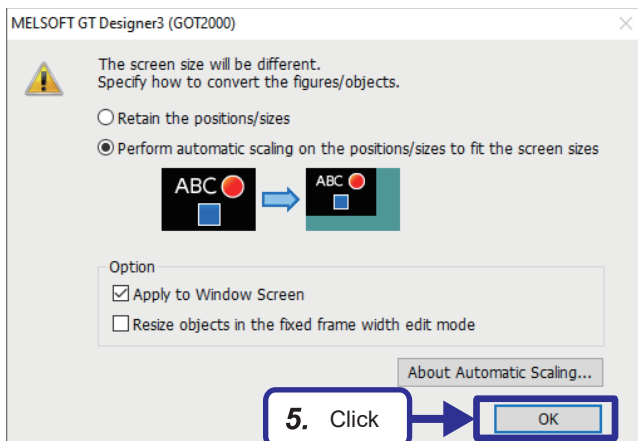 MELSOFT GT Designer3 (GOT2000)
The screen size will be different.
Specify how to convert the figures/objects.
Retain the positions/sizes
Perform automatic scaling on the positions/sizes to fit the screen sizes
ABC
ABC
Option
Apply to Window Screen
Resize objects in the fixed frame width edit mode
About Automatic Scaling...
5. Click
OK